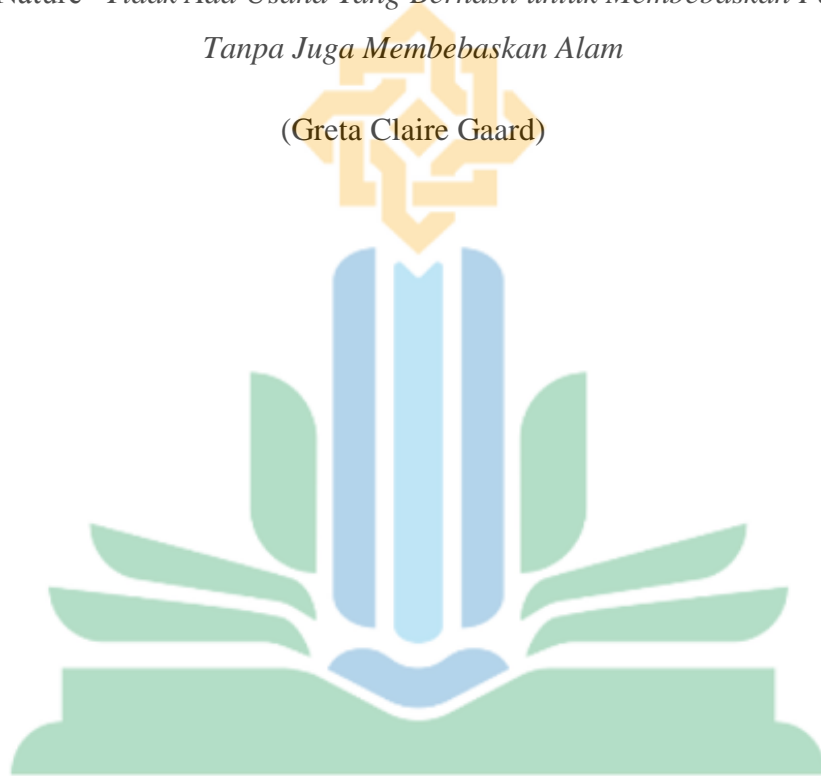 Nature" Tidak Ada Usaha Yang Berhasil untuk Membebaskan
Tanpa Juga Membebaskan Alam
(Greta Claire Gaard)